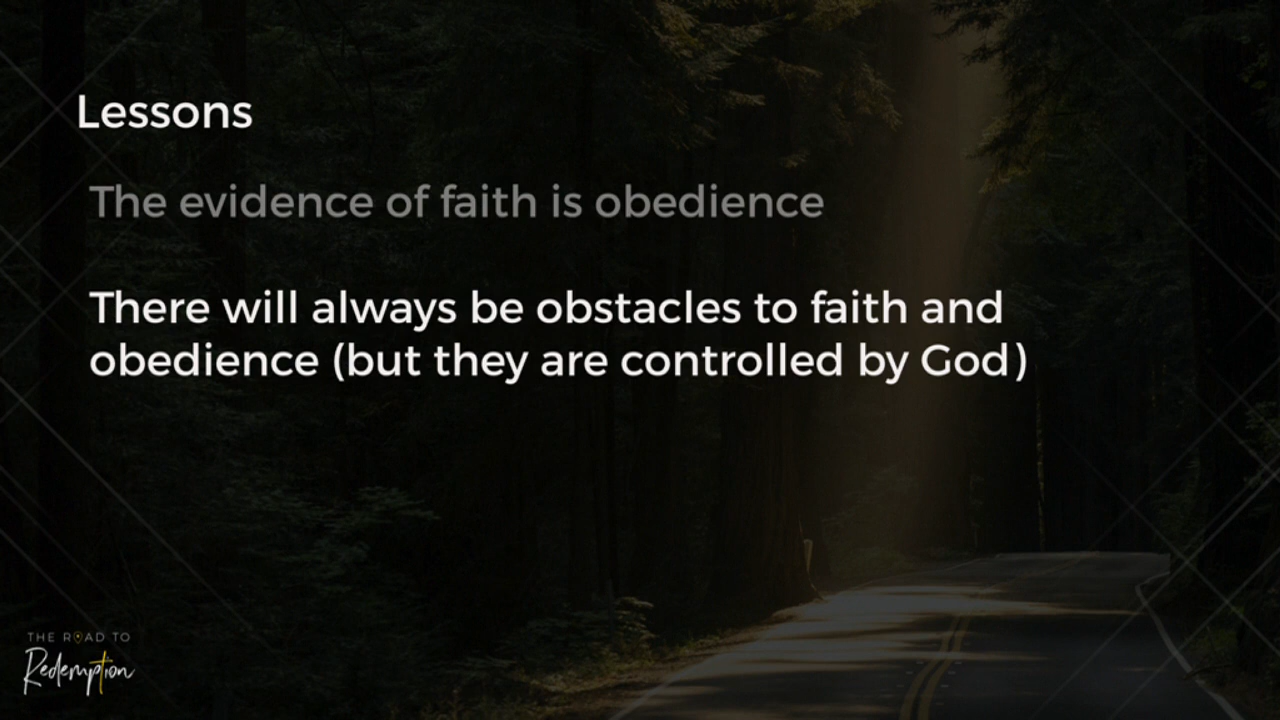 Lessons
The evidence of faith is obedience
There will always be obstacles to faith and
obedience (but they are controlled by God)
THE ROAD TO
Redemption